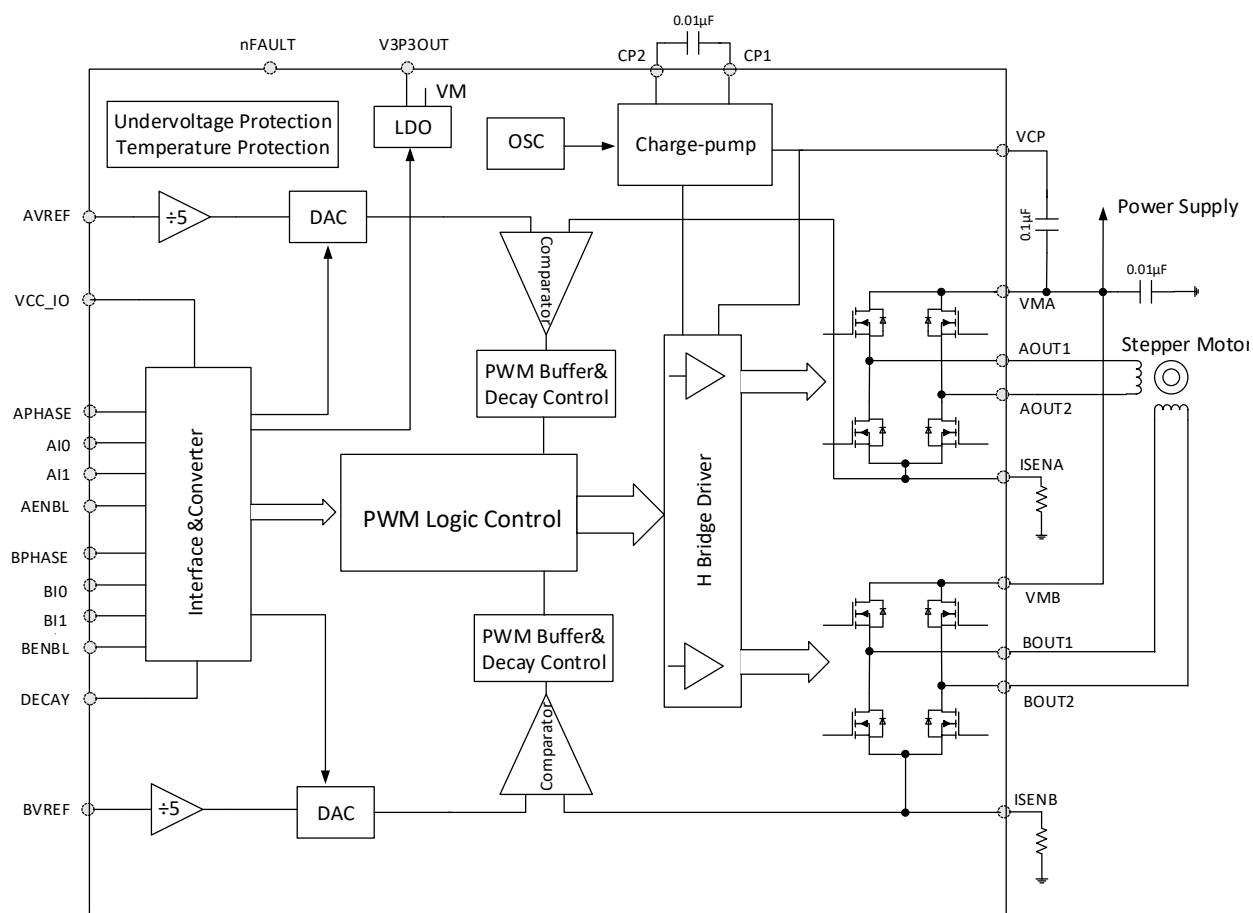 0.01µF
nFAULT
V3P3OUT
CP2
CP1
VM
Undervoltage Protection
Temperature Protection
LDO
OSC
Charge-pump
VCP
AVREF
÷5
DAC
Comparator
0.1µF
Power Supply
0.01µF
VCC_IO
VMA
PWM Buffer&
Decay Control
AOUT1
Stepper Motor
AOUT2
APHASE
AI0
AI1
AENBL
BPHASE
BI0
BI1
BENBL
DECAY
Interface &Converter
PWM Logic Control
H Bridge Driver
ISENA
VMB
PWM Buffer&
Decay Control
BOUT1
BOUT2
Comparator
BVREF
÷5
DAC
ISENB